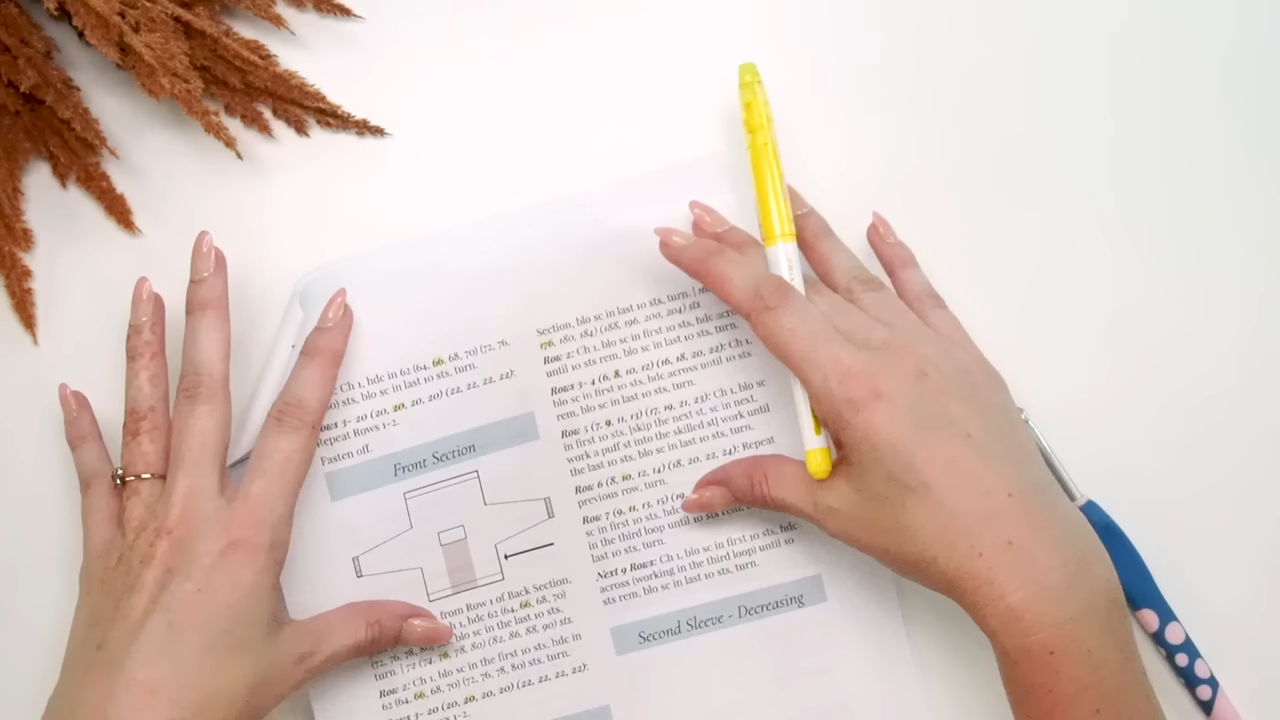 : Ch 1, hdc in 62 (64, 66, 68, 70) (72, 76,
sts, blo sc in last 10 sts, turn.
ows 3- 20 (20, 20, 20, 20) (22, 22, 22, 22):
Repeat Rows 1-2.
Fasten off.
Front Section
from Row 1 of Back Section,
h 1, hdc 62 (64, 66, 68, 70)
(72, 76, 78, blo sc in the last 10 sts,
turn. | 72 (74, 76, 78, 80) (82, 86, 88, 90) sts
Row 2: Ch 1, blo sc in the first 10 sts, hdc in
62 (64, 66, 68, 70) (72, 76, 78, 80) sts, turn.
ows 3- 20 (20, 20, 20, 20) (22, 22, 22, 22):
ows 1-2.
Section, blo sc in last 10 sts, turn. |
176, 180, 184) (188, 196, 200, 204) sts
Row 2: Ch 1, blo sc in first 10 sts, hdc acro
until 10 sts rem, blo sc in last 10 sts, turn.
Rows 3- 4 (6, 8, 10, 12) (16, 18, 20, 22): Ch 1,
blo sc in first 10 sts, hdc across until 10 sts
rem, blo sc in last 10 sts, turn.
Row 5 (7, 9, 11, 13) (17, 19, 21, 23): Ch 1, blo sc
in first 10 sts, [skip the next st, sc in next,
work a puff st into the skilled st] work until
the last 10 sts, blo sc in last 10 sts, turn.
Row 6 (8, 10, 12, 14) (18, 20, 22, 24): Repeat
previous row, turn.
Row 7 (9, 11, 13, 15) (19,
sc in first 10 sts, hdc
in the third loop until 10 sts rem,
last 10 sts, turn.
Next 9 Rows: Ch 1, blo sc in first 10 sts, hdc
across (working in the third loop) until 10
sts rem, blo sc in last 10 sts, turn.
Second Sleeve - Decreasing